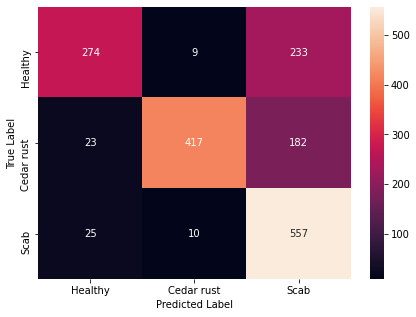 Healthy
Cedar rust
Scab
True Label
274 9 233
23 417 182
25 10 557
Healthy Cedar rust Scab
Predicted Label
500
400
300
200
100